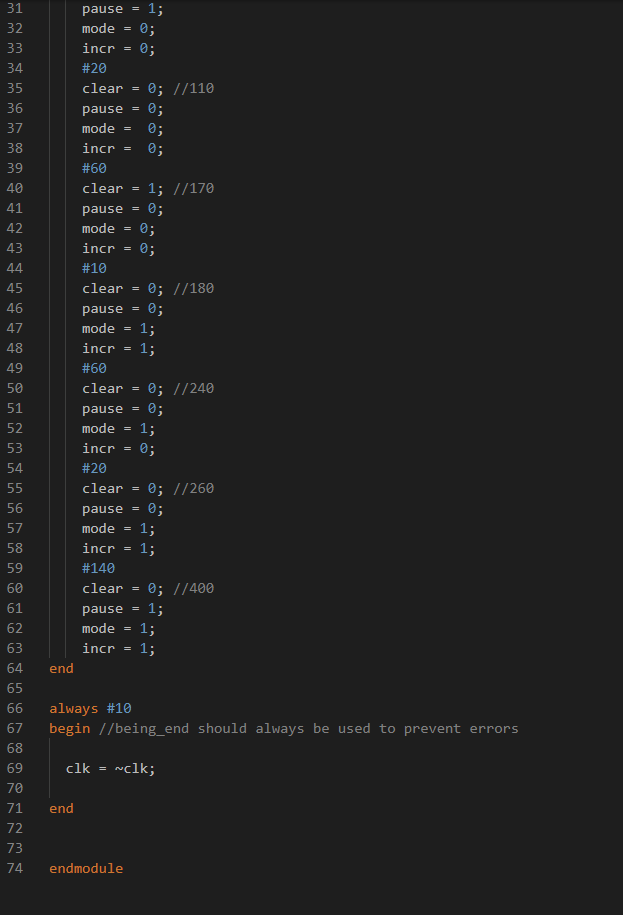 31 pause = 1;
32 mode = 0;
33 incr = 0;
34 #20
35 clear = 0; //110
36 pause = 0;
37 mode =  0;
38 incr =  0;
39 #60
40 clear = 1; //170
41 pause = 0;
42 mode = 0;
43 incr = 0;
44 #10
45 clear = 0; //180
46 pause = 0;
47 mode = 1;
48 incr = 1;
49 #60
50 clear = 0; //240
51 pause = 0;
52 mode = 1;
53 incr = 0;
54 #20
55 clear = 0; //260
56 pause = 0;
57 mode = 1;
58 incr = 1;
59 #140
60 clear = 0; //400
61 pause = 1;
62 mode = 1;
63 incr = 1;
64 end
65
66 always #10
67 begin //being_end should always be used to prevent errors
68
69 clk = ~clk;
70
71 end
72
73
74 endmodule